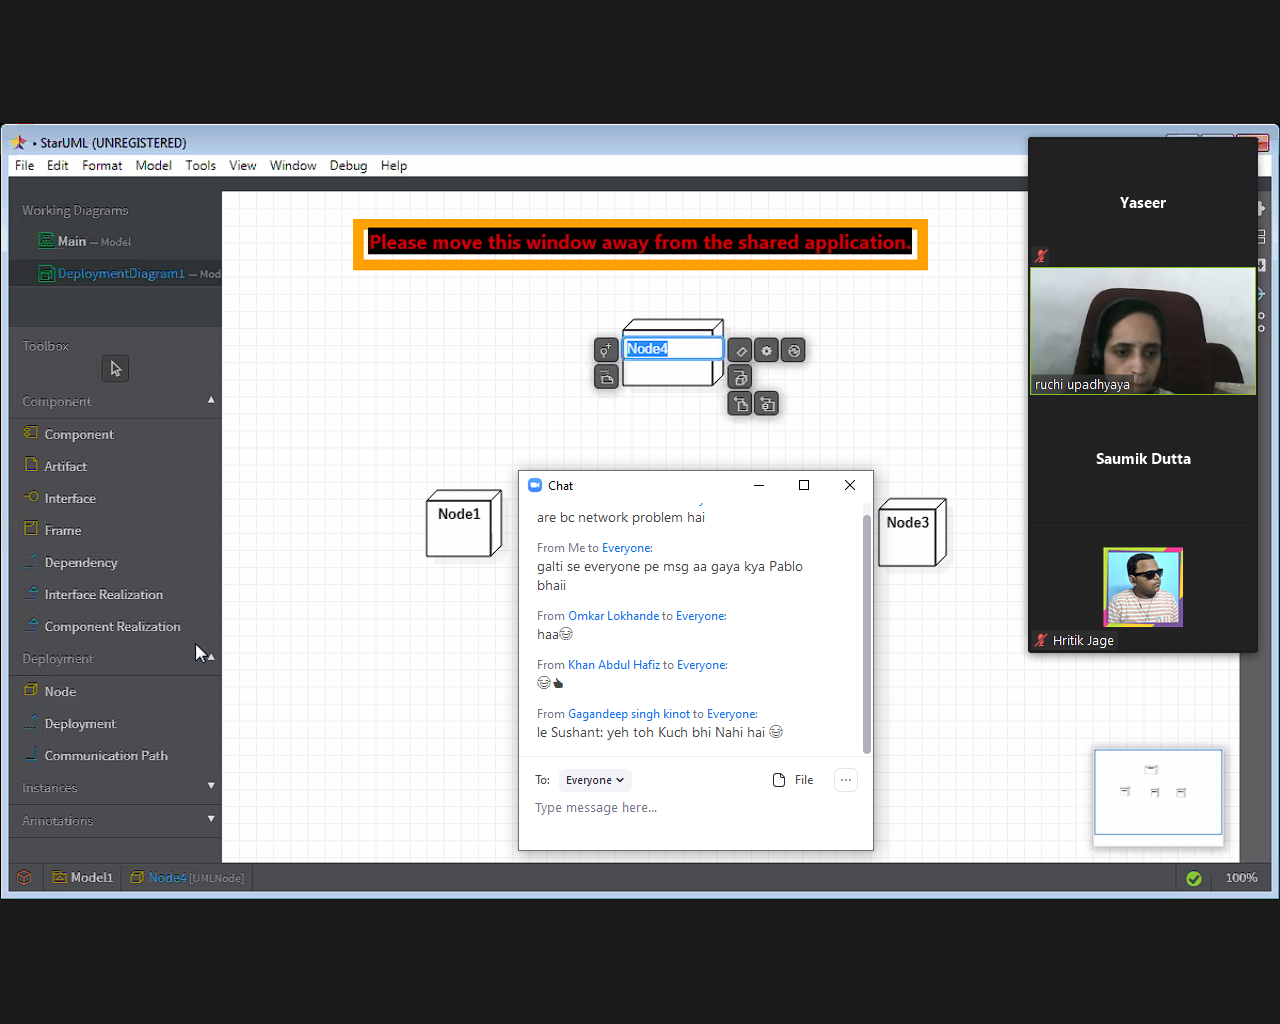 • StarUML (UNREGISTERED)
File Edit Format Model Tools View Window Debug Help
Working Diagrams
Main — Model
DeploymentDiagram1 — Mod
Toolbox
Component
Component
Artifact
Interface
Frame
Dependency
Interface Realization
Component Realization
Deployment
Node
Deployment
Communication Path
Instances
Annotations
Please move this window away from the shared application.
Node4
Node1
Node3
Chat
are bc network problem hai
From Me to Everyone:
galti se everyone pe msg aa gaya kya Pablo
bhaii
From Omkar Lokhande to Everyone:
haa😂
From Khan Abdul Hafiz to Everyone:
😂👍
From Gagandeep singh kinot to Everyone:
le Sushant: yeh toh Kuch bhi Nahi hai 😂
To: Everyone
File
Type message here...
Yaseer
ruchi upadhyaya
Saumik Dutta
Hritik Jage
Model1
Node4 [UMLNode]
100%